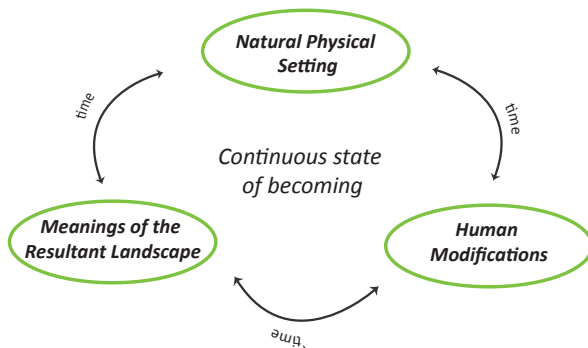 Natural Physical
Setting
time
time
Continuous state
of becoming
Meanings of the
Resultant Landscape
Human
Modifications
time